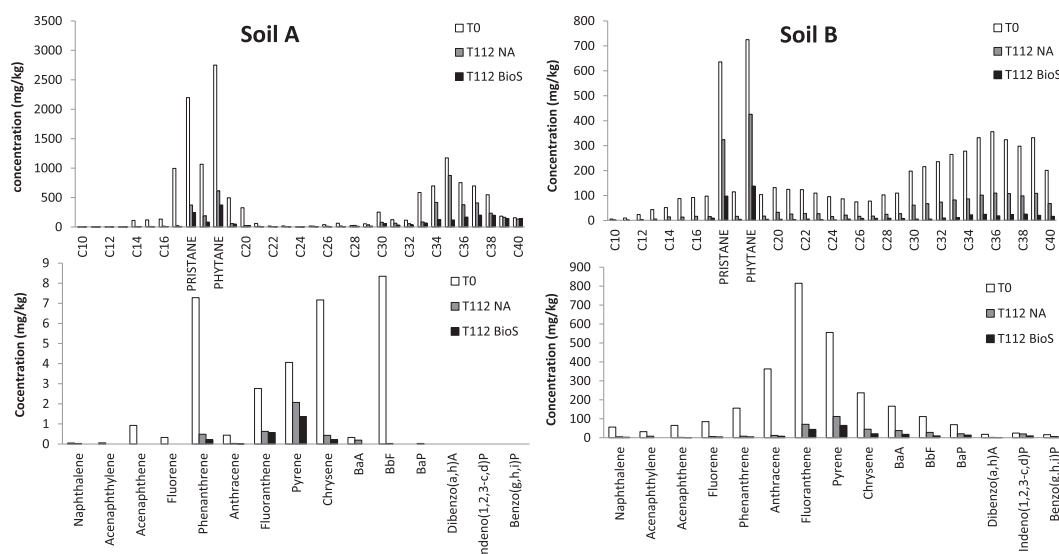 Soil A
concentration (mg/kg)
3500
3000
2500
2000
1500
1000
500
0
T0
T112 NA
T112 BioS
C10
C12
C14
C16
PRISTANE
PHYTANE
C20
C22
C24
C26
C28
C30
C32
C34
C36
C38
C40
Soil B
Concentration (mg/kg)
800
700
600
500
400
300
200
100
0
T0
T112 NA
T112 BioS
C10
C12
C14
C16
PRISTANE
PHYTANE
C20
C22
C24
C26
C28
C30
C32
C34
C36
C38
C40
Cocentration (mg/kg)
9
8
7
6
5
4
3
2
1
0
T0
T112 NA
T112 BioS
Naphthalene
Acenaphthylene
Acenaphthene
Fluorene
Phenanthrene
Anthracene
Fluoranthene
Pyrene
Chrysene
BaA
BbF
BaP
Dibenzo(a,h)A
Indeno(1,2,3-c,d)P
Benzo(g,h,i)P
Concentration (mg/kg)
900
800
700
600
500
400
300
200
100
0
T0
T112 NA
T112 BioS
Naphthalene
Acenaphthylene
Acenaphthene
Fluorene
Phenanthrene
Anthracene
Fluoranthene
Pyrene
Chrysene
BaA
BbF
BaP
Dibenzo(a,h)A
Indeno(1,2,3-c,d)P
Benzo(g,h,i)P